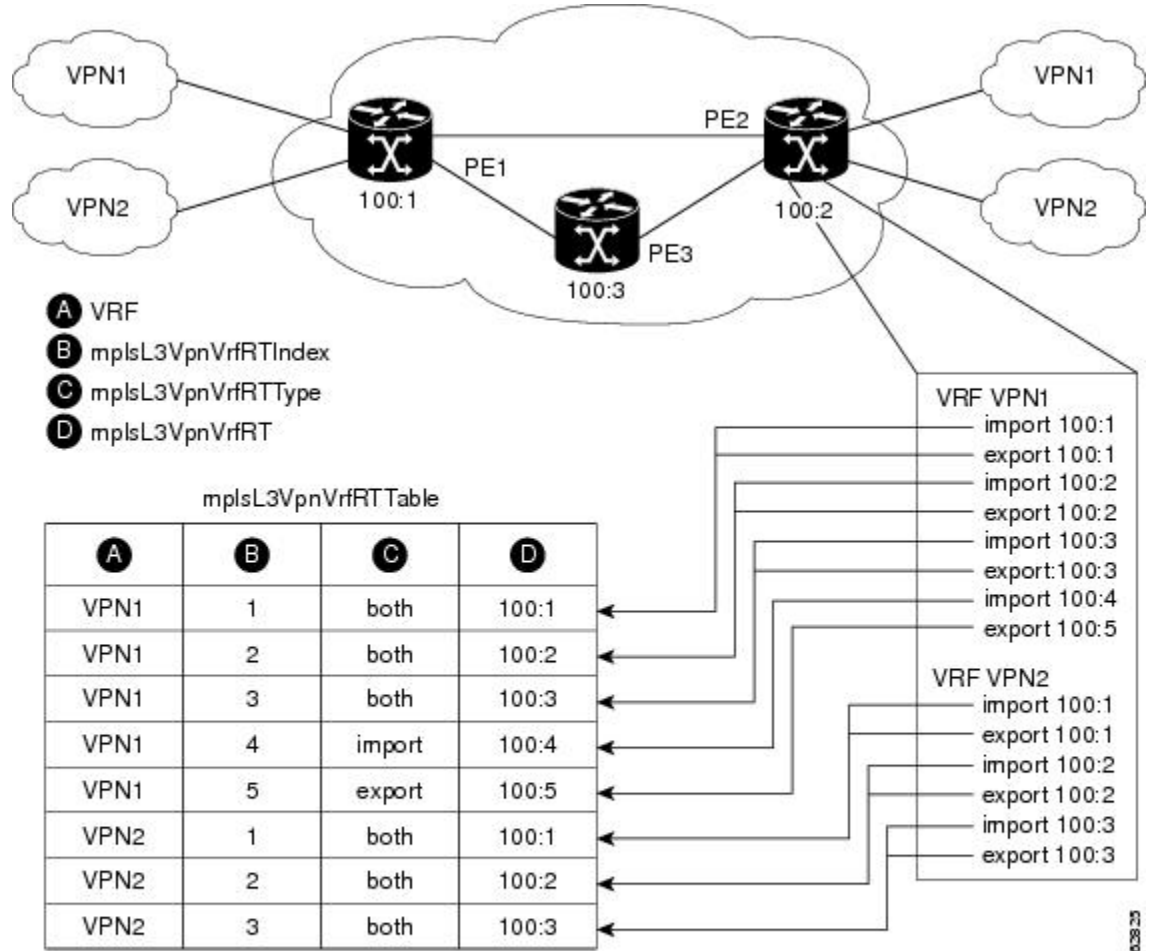 VPN1
VPN2
PE1
100:1
PE2
100:2
PE3
100:3
VPN1
VPN2
A VRF
B mplsL3VpnVrfRTIndex
C mplsL3VpnVrfRTType
D mplsL3VpnVrfRT
mplsL3VpnVrfRTTable
A B C D
VPN1 1 both 100:1
VPN1 2 both 100:2
VPN1 3 both 100:3
VPN1 4 import 100:4
VPN1 5 export 100:5
VPN2 1 both 100:1
VPN2 2 both 100:2
VPN2 3 both 100:3
VRF VPN1
import 100:1
export 100:1
import 100:2
export 100:2
import 100:3
export:100:3
import 100:4
export 100:5
VRF VPN2
import 100:1
export 100:1
import 100:2
export 100:2
import 100:3
export 100:3